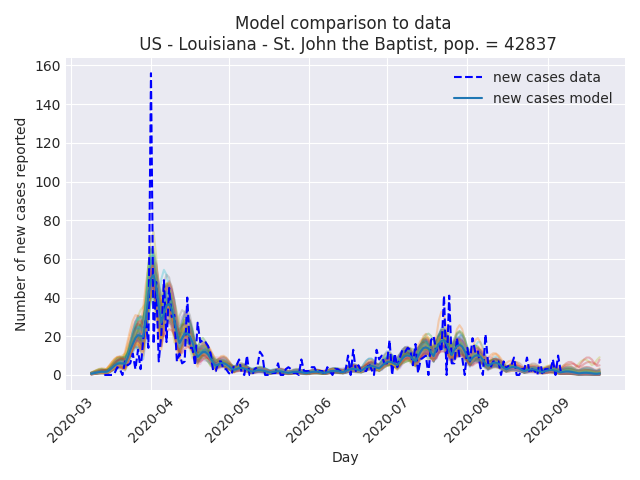 Model comparison to data
US - Louisiana - St. John the Baptist, pop. = 42837
new cases data
new cases model
Number of new cases reported
160
140
120
100
80
60
40
20
0
2020-03
2020-04
2020-05
2020-06
2020-07
2020-08
2020-09
Day